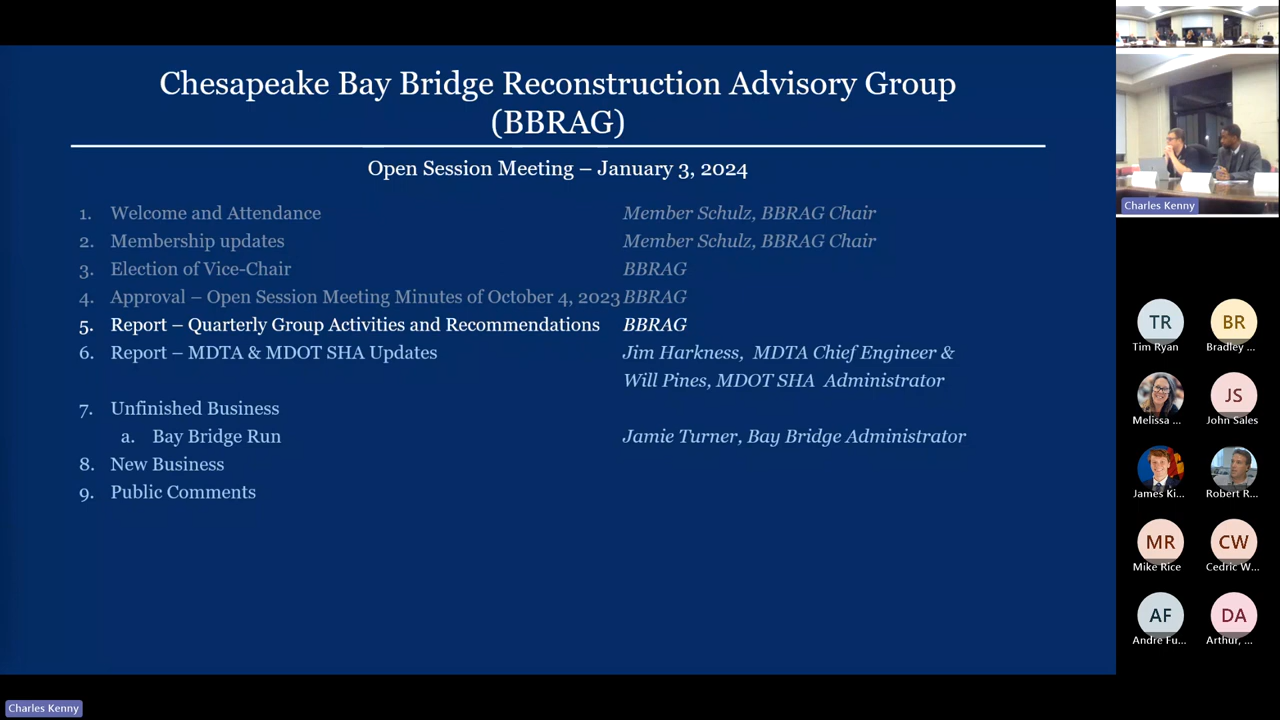 Chesapeake Bay Bridge Reconstruction Advisory Group
(BBRAG)
Open Session Meeting – January 3, 2024
1. Welcome and Attendance Member Schulz, BBRAG Chair
2. Membership updates Member Schulz, BBRAG Chair
3. Election of Vice-Chair BBRAG
4. Approval – Open Session Meeting Minutes of October 4, 2023 BBRAG
5. Report – Quarterly Group Activities and Recommendations BBRAG
6. Report – MDTA & MDOT SHA Updates Jim Harkness, MDTA Chief Engineer &
Will Pines, MDOT SHA Administrator
7. Unfinished Business
a. Bay Bridge Run Jamie Turner, Bay Bridge Administrator
8. New Business
9. Public Comments
Charles Kenny
TR BR
Tim Ryan Bradley ...
JS
Melissa ... John Sales
James Ki... Robert R...
MR CW
Mike Rice Cedric W...
AF DA
Andre Fu... Arthur, ...
Charles Kenny